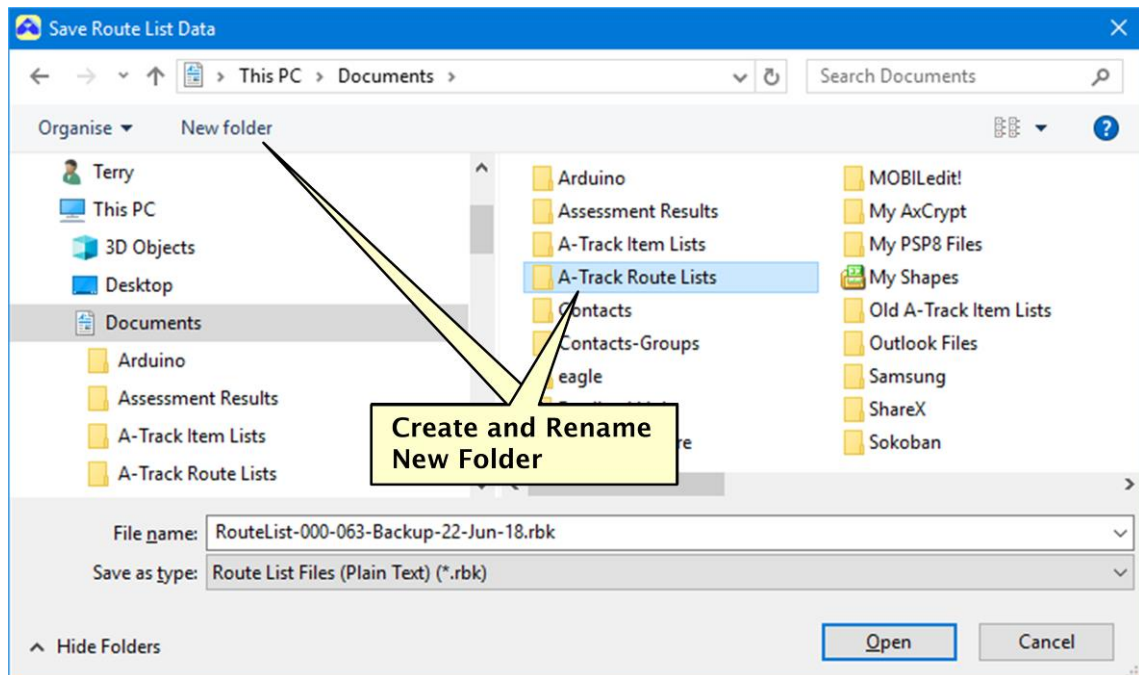 Save Route List Data
This PC > Documents >
Search Documents
Organise
New folder
Terry
This PC
3D Objects
Desktop
Documents
Arduino
Assessment Results
A-Track Item Lists
A-Track Route Lists
Arduino
Assessment Results
A-Track Item Lists
A-Track Route Lists
Contacts
Contacts-Groups
eagle
MOBILedit!
My AxCrypt
My PSP8 Files
My Shapes
Old A-Track Item Lists
Outlook Files
Samsung
ShareX
Sokoban
Create and Rename
New Folder
File name: RouteList-000-063-Backup-22-Jun-18.rbk
Save as type: Route List Files (Plain Text) (*.rbk)
Hide Folders
Open
Cancel